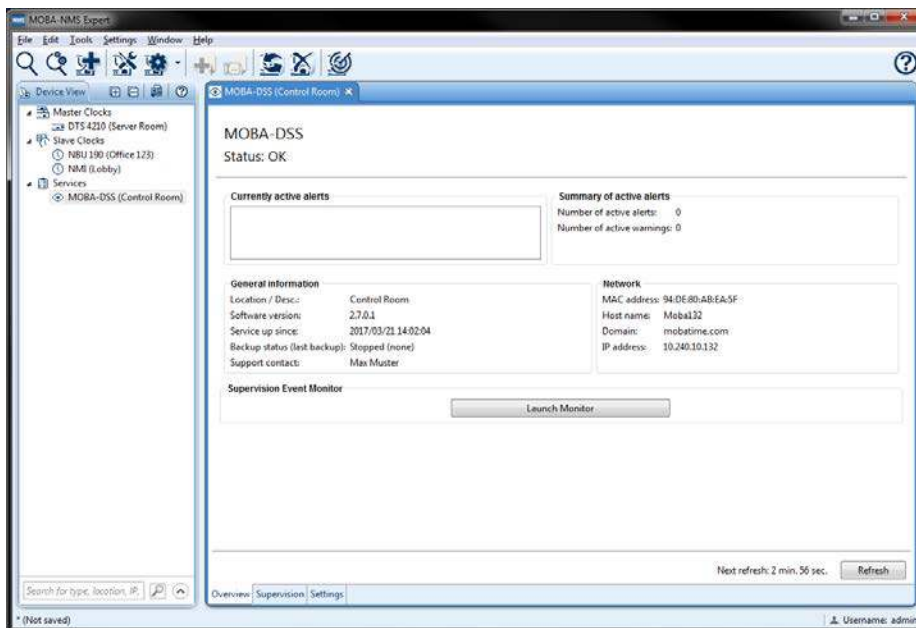 MOBA-NMS Expert
File Edit Tools Settings Window Help
Device View
MOBA-DSS (Control Room)
Master Clocks
DTS 4210 (Server Room)
Slave Clocks
NBU 190 (Office 123)
NMI (Lobby)
Services
MOBA-DSS (Control Room)
MOBA-DSS
Status: OK
Currently active alerts
Summary of active alerts
Number of active alerts: 0
Number of active warnings: 0
General information
Location / Desc.: Control Room
Software version: 2.7.0.1
Service up since: 2017/03/21 14:02:04
Backup status (last backup): Stopped (none)
Support contact: Max Muster
Network
MAC address: 94:DE:80:AB:EA:5F
Host name: Moba132
Domain: mobatime.com
IP address: 10.240.10.132
Supervision Event Monitor
Launch Monitor
Next refresh: 2 min. 56 sec. Refresh
Search for type, location, IP,
Overview Supervision Settings
* (Not saved)
Username: admin